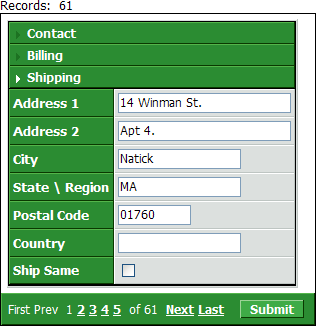 Records: 61
Contact
Billing
Shipping
Address 1 14 Winman St.
Address 2 Apt 4.
City Natick
State \ Region MA
Postal Code 01760
Country
Ship Same
First Prev 1 2 3 4 5 of 61 Next Last Submit